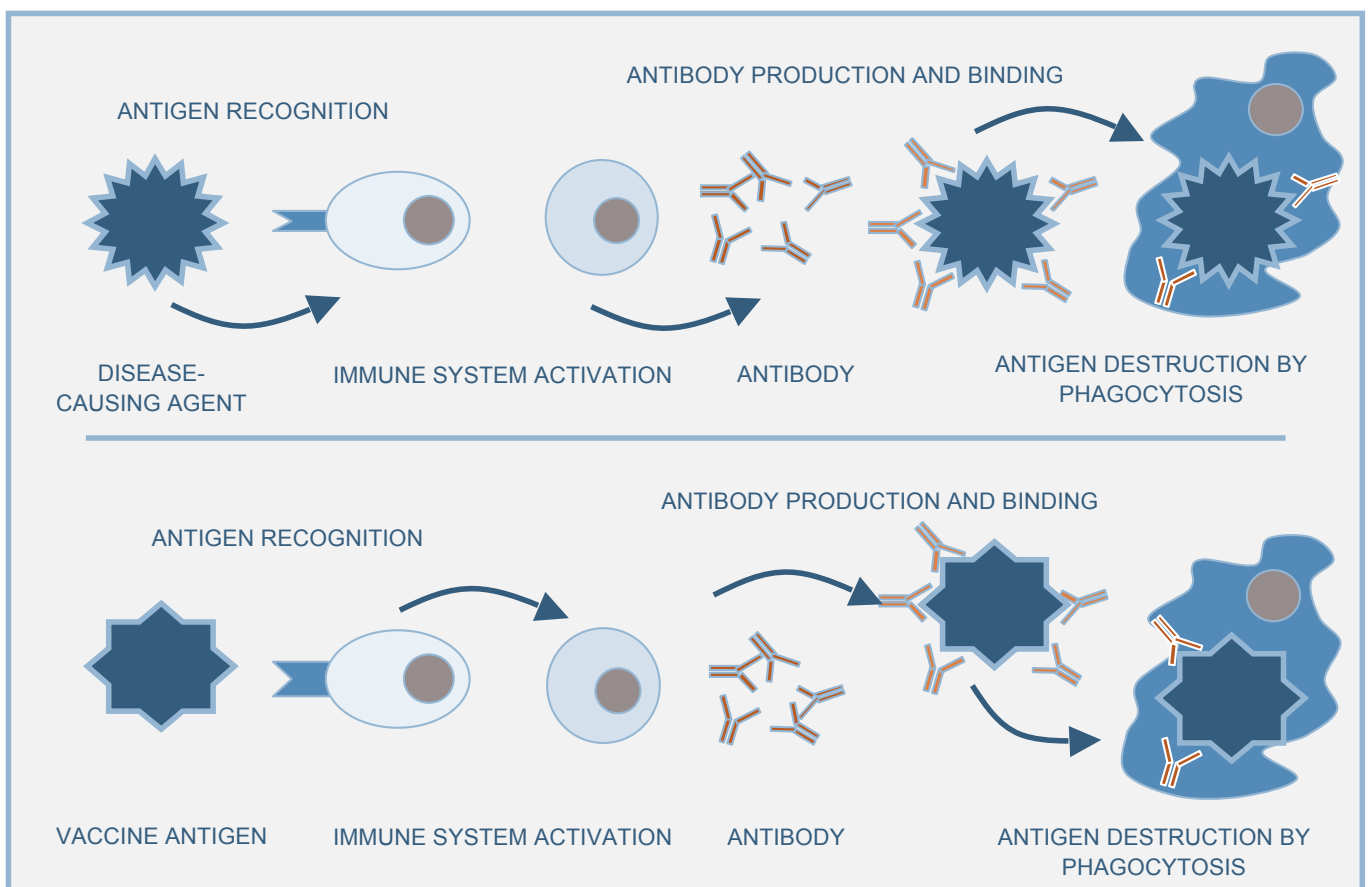 ANTIBODY PRODUCTION AND BINDING
ANTIGEN RECOGNITION
DISEASE-
CAUSING AGENT
IMMUNE SYSTEM ACTIVATION
ANTIBODY
ANTIGEN DESTRUCTION BY
PHAGOCYTOSIS
ANTIBODY PRODUCTION AND BINDING
ANTIGEN RECOGNITION
VACCINE ANTIGEN
IMMUNE SYSTEM ACTIVATION
ANTIBODY
ANTIGEN DESTRUCTION BY
PHAGOCYTOSIS